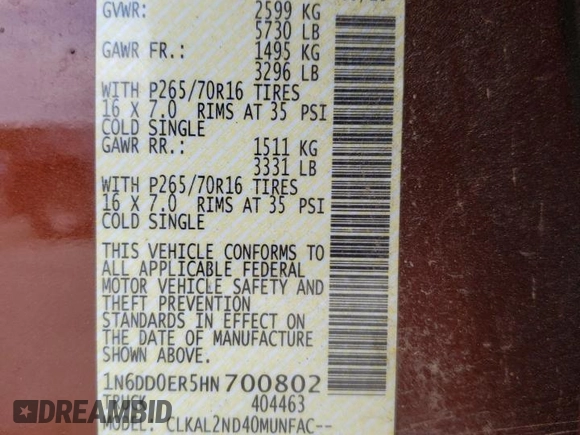 GVWR: 2599 KG
5730 LB
GAWR FR.: 1495 KG
3296 LB
WITH P265/70R16 TIRES
16 X 7.0 RIMS AT 35 PSI
COLD SINGLE
GAWR RR.: 1511 KG
3331 LB
WITH P265/70R16 TIRES
16 X 7.0 RIMS AT 35 PSI
COLD SINGLE
THIS VEHICLE CONFORMS TO
ALL APPLICABLE FEDERAL
MOTOR VEHICLE SAFETY AND
THEFT PREVENTION
STANDARDS IN EFFECT ON
THE DATE OF MANUFACTURE
SHOWN ABOVE.
1N6DD0ER5HN700802
TRUCK 404463
MODEL: CLKAL2ND40MUNFAC--
DREAMBID